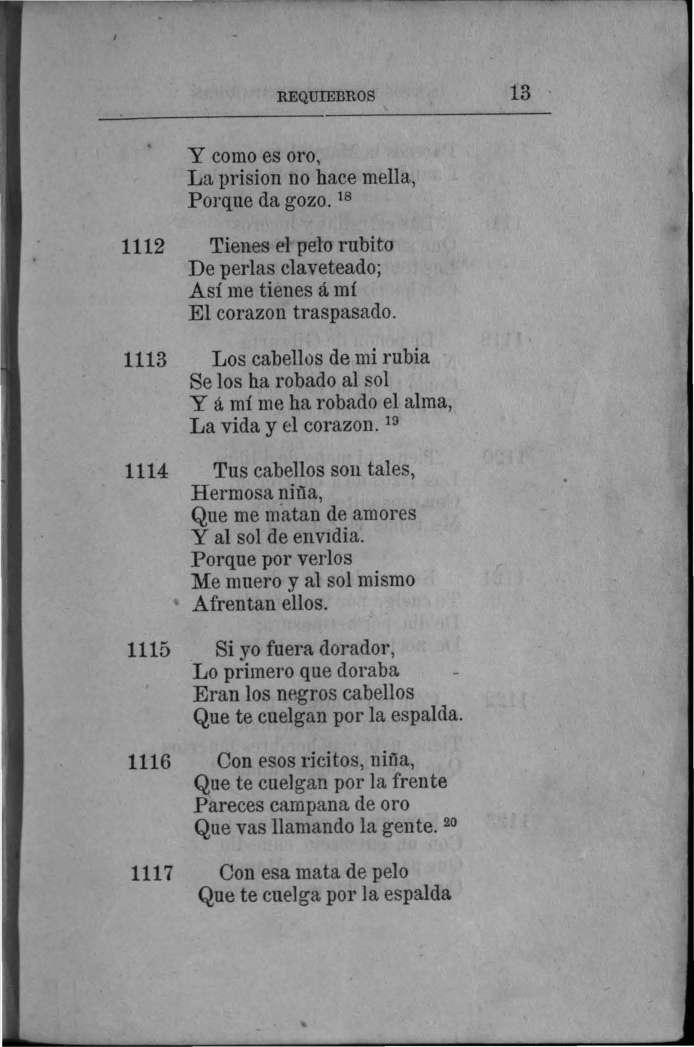 REQUIEBROS 13
Y como es oro,
La prision no hace mella,
Porque da gozo. 18
1112 Tienes el pelo rubito
De perlas claveteado;
Así me tienes á mí
El corazon traspasado.
1113 Los cabellos de mi rubia
Se los ha robado al sol
Y á mí me ha robado el alma,
La vida y el corazon. 19
1114 Tus cabellos son tales,
Hermosa niña,
Que me matan de amores
Y al sol de envidia.
Porque por verlos
Me muero y al sol mismo
Afrentan ellos.
1115 Si yo fuera dorador,
Lo primero que doraba
Eran los negros cabellos
Que te cuelgan por la espalda.
1116 Con esos ricitos, niña,
Que te cuelgan por la frente
Pareces campana de oro
Que vas llamando la gente. 20
1117 Con esa mata de pelo
Que te cuelga por la espalda